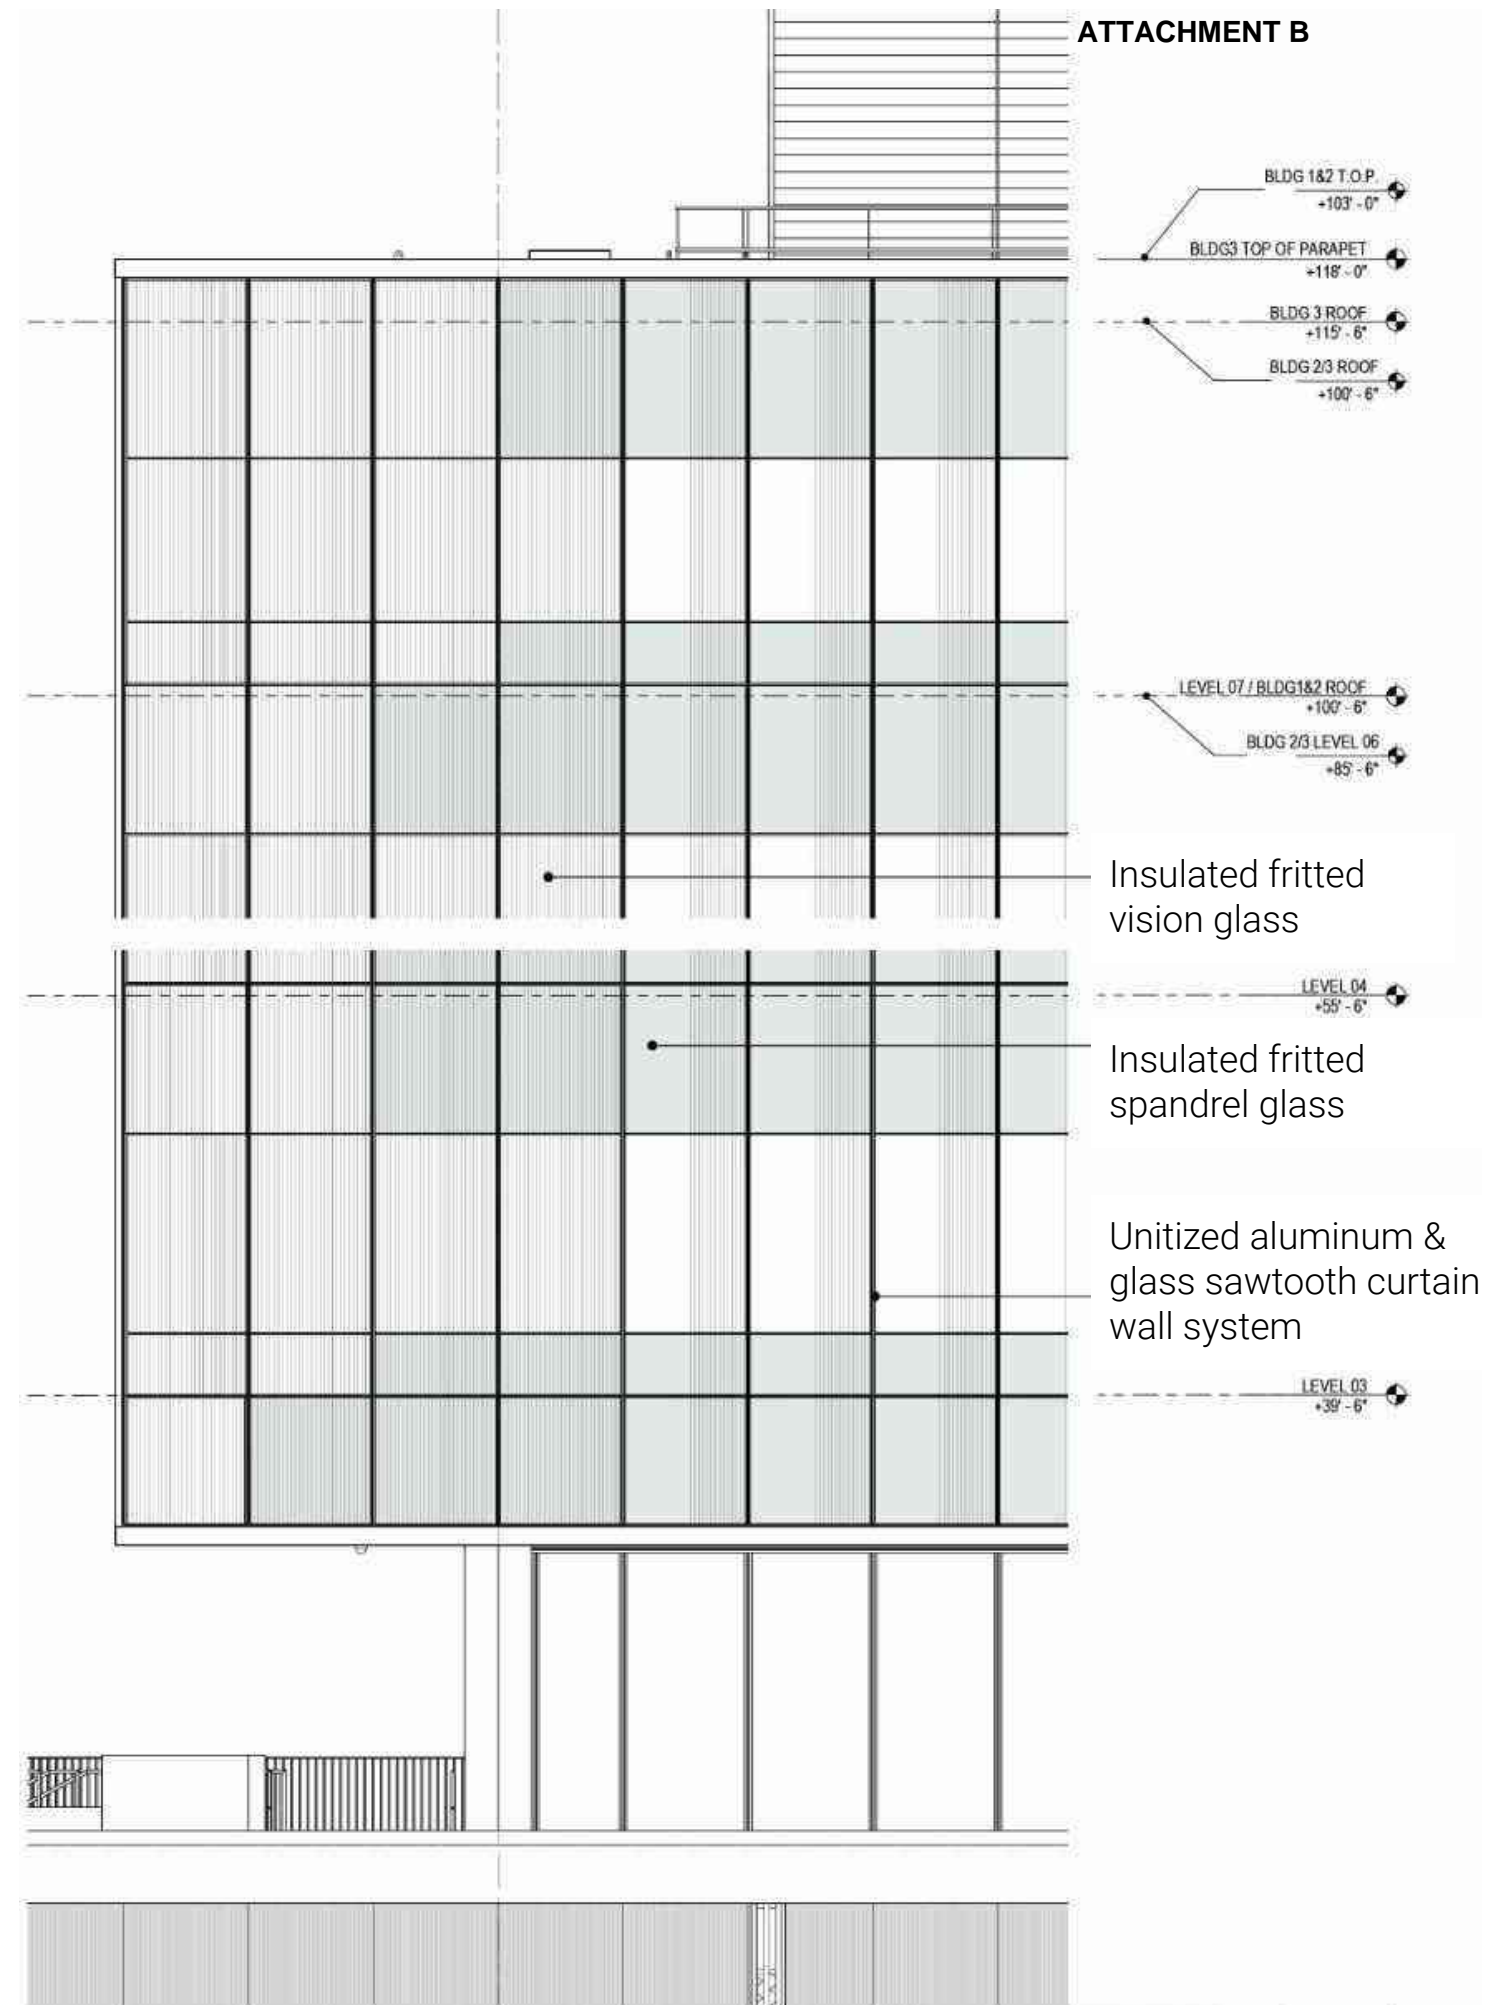 ATTACHMENT B
BLDG 1&2 T.O.P.
+103' - 0"
BLDG3 TOP OF PARAPET
+118' - 0"
BLDG 3 ROOF
+115' - 6"
BLDG 2/3 ROOF
+100' - 6"
LEVEL 07 / BLDG1&2 ROOF
+100' - 6"
BLDG 2/3 LEVEL 06
+85' - 6"
Insulated fritted
vision glass
LEVEL 04
+55' - 6"
Insulated fritted
spandrel glass
Unitized aluminum &
glass sawtooth curtain
wall system
LEVEL 03
+39' - 6"